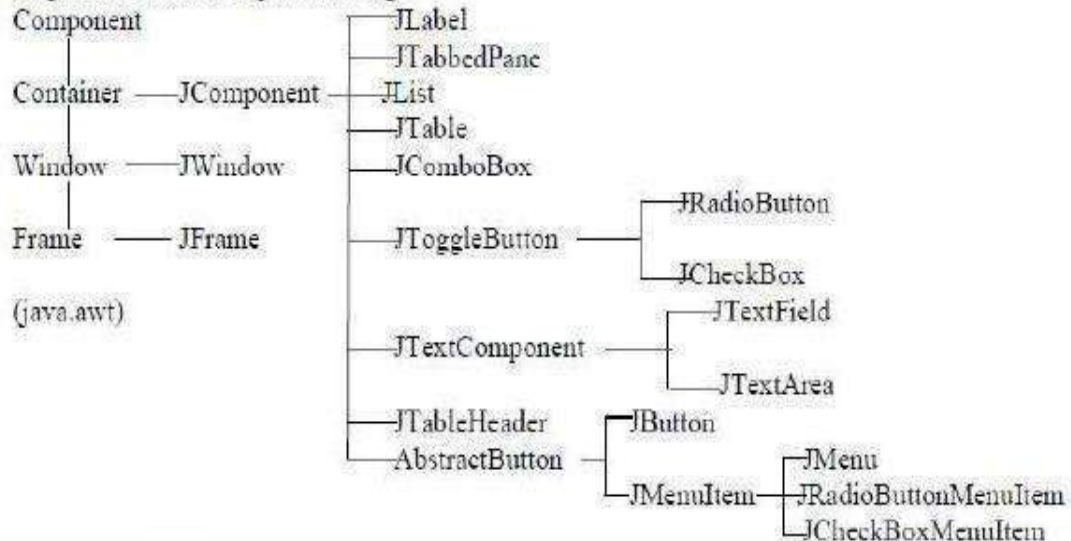 Component
JLabel
JTabbedPane
Container JComponent JList
JTable
Window JWindow JComboBox
JRadioButton
Frame JFrame JToggleButton
JCheckBox
(java.awt)
JTextField
JTextComponent
JTextArea
JTableHeader JButton
AbstractButton
JMenu
JMenuItem JRadioButtonMenuItem
JCheckBoxMenuItem